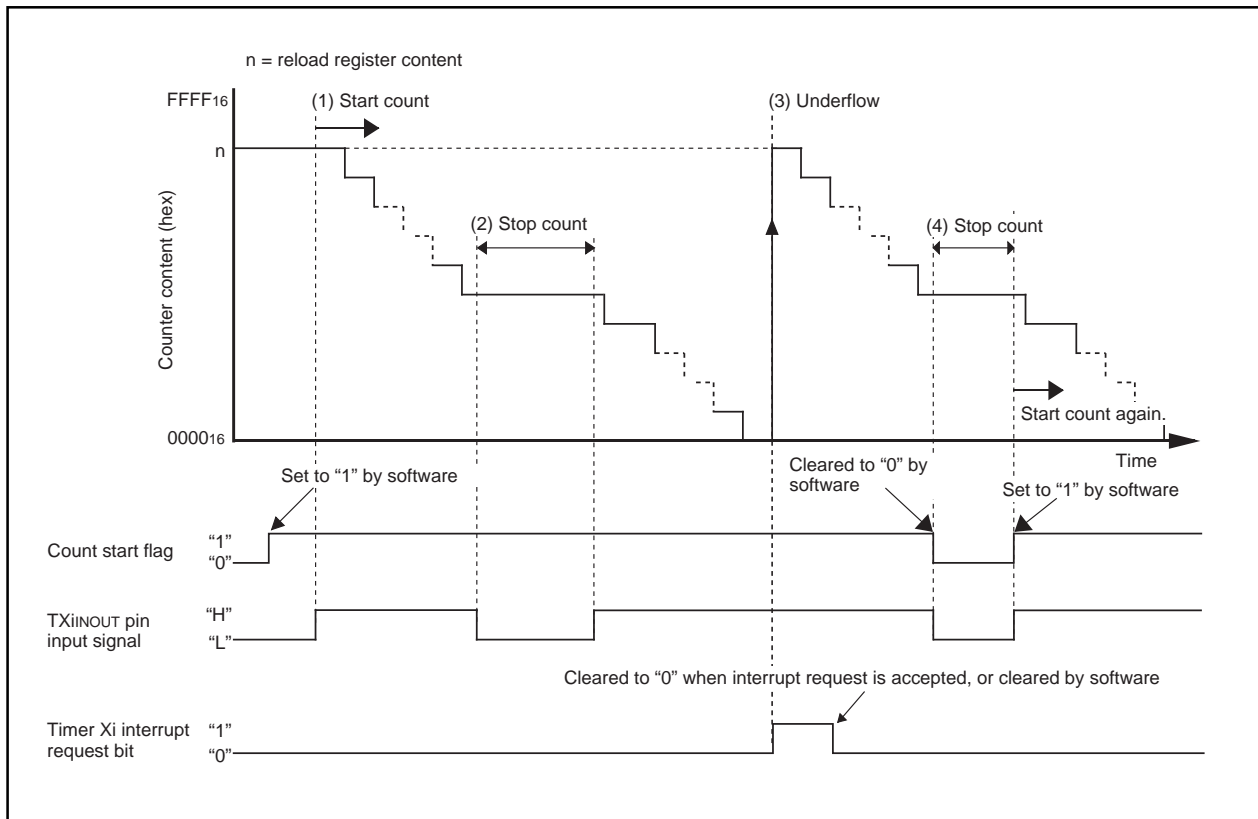 n = reload register content
FFFF16
(1) Start count
(3) Underflow
n
Counter content (hex)
(2) Stop count
(4) Stop count
Start count again.
000016
Time
Set to “1” by software
Cleared to “0” by
software
Set to “1” by software
Count start flag
“1”
“0”
TXiINOUT pin
input signal
“H”
“L”
Cleared to “0” when interrupt request is accepted, or cleared by software
Timer Xi interrupt
request bit
“1”
“0”